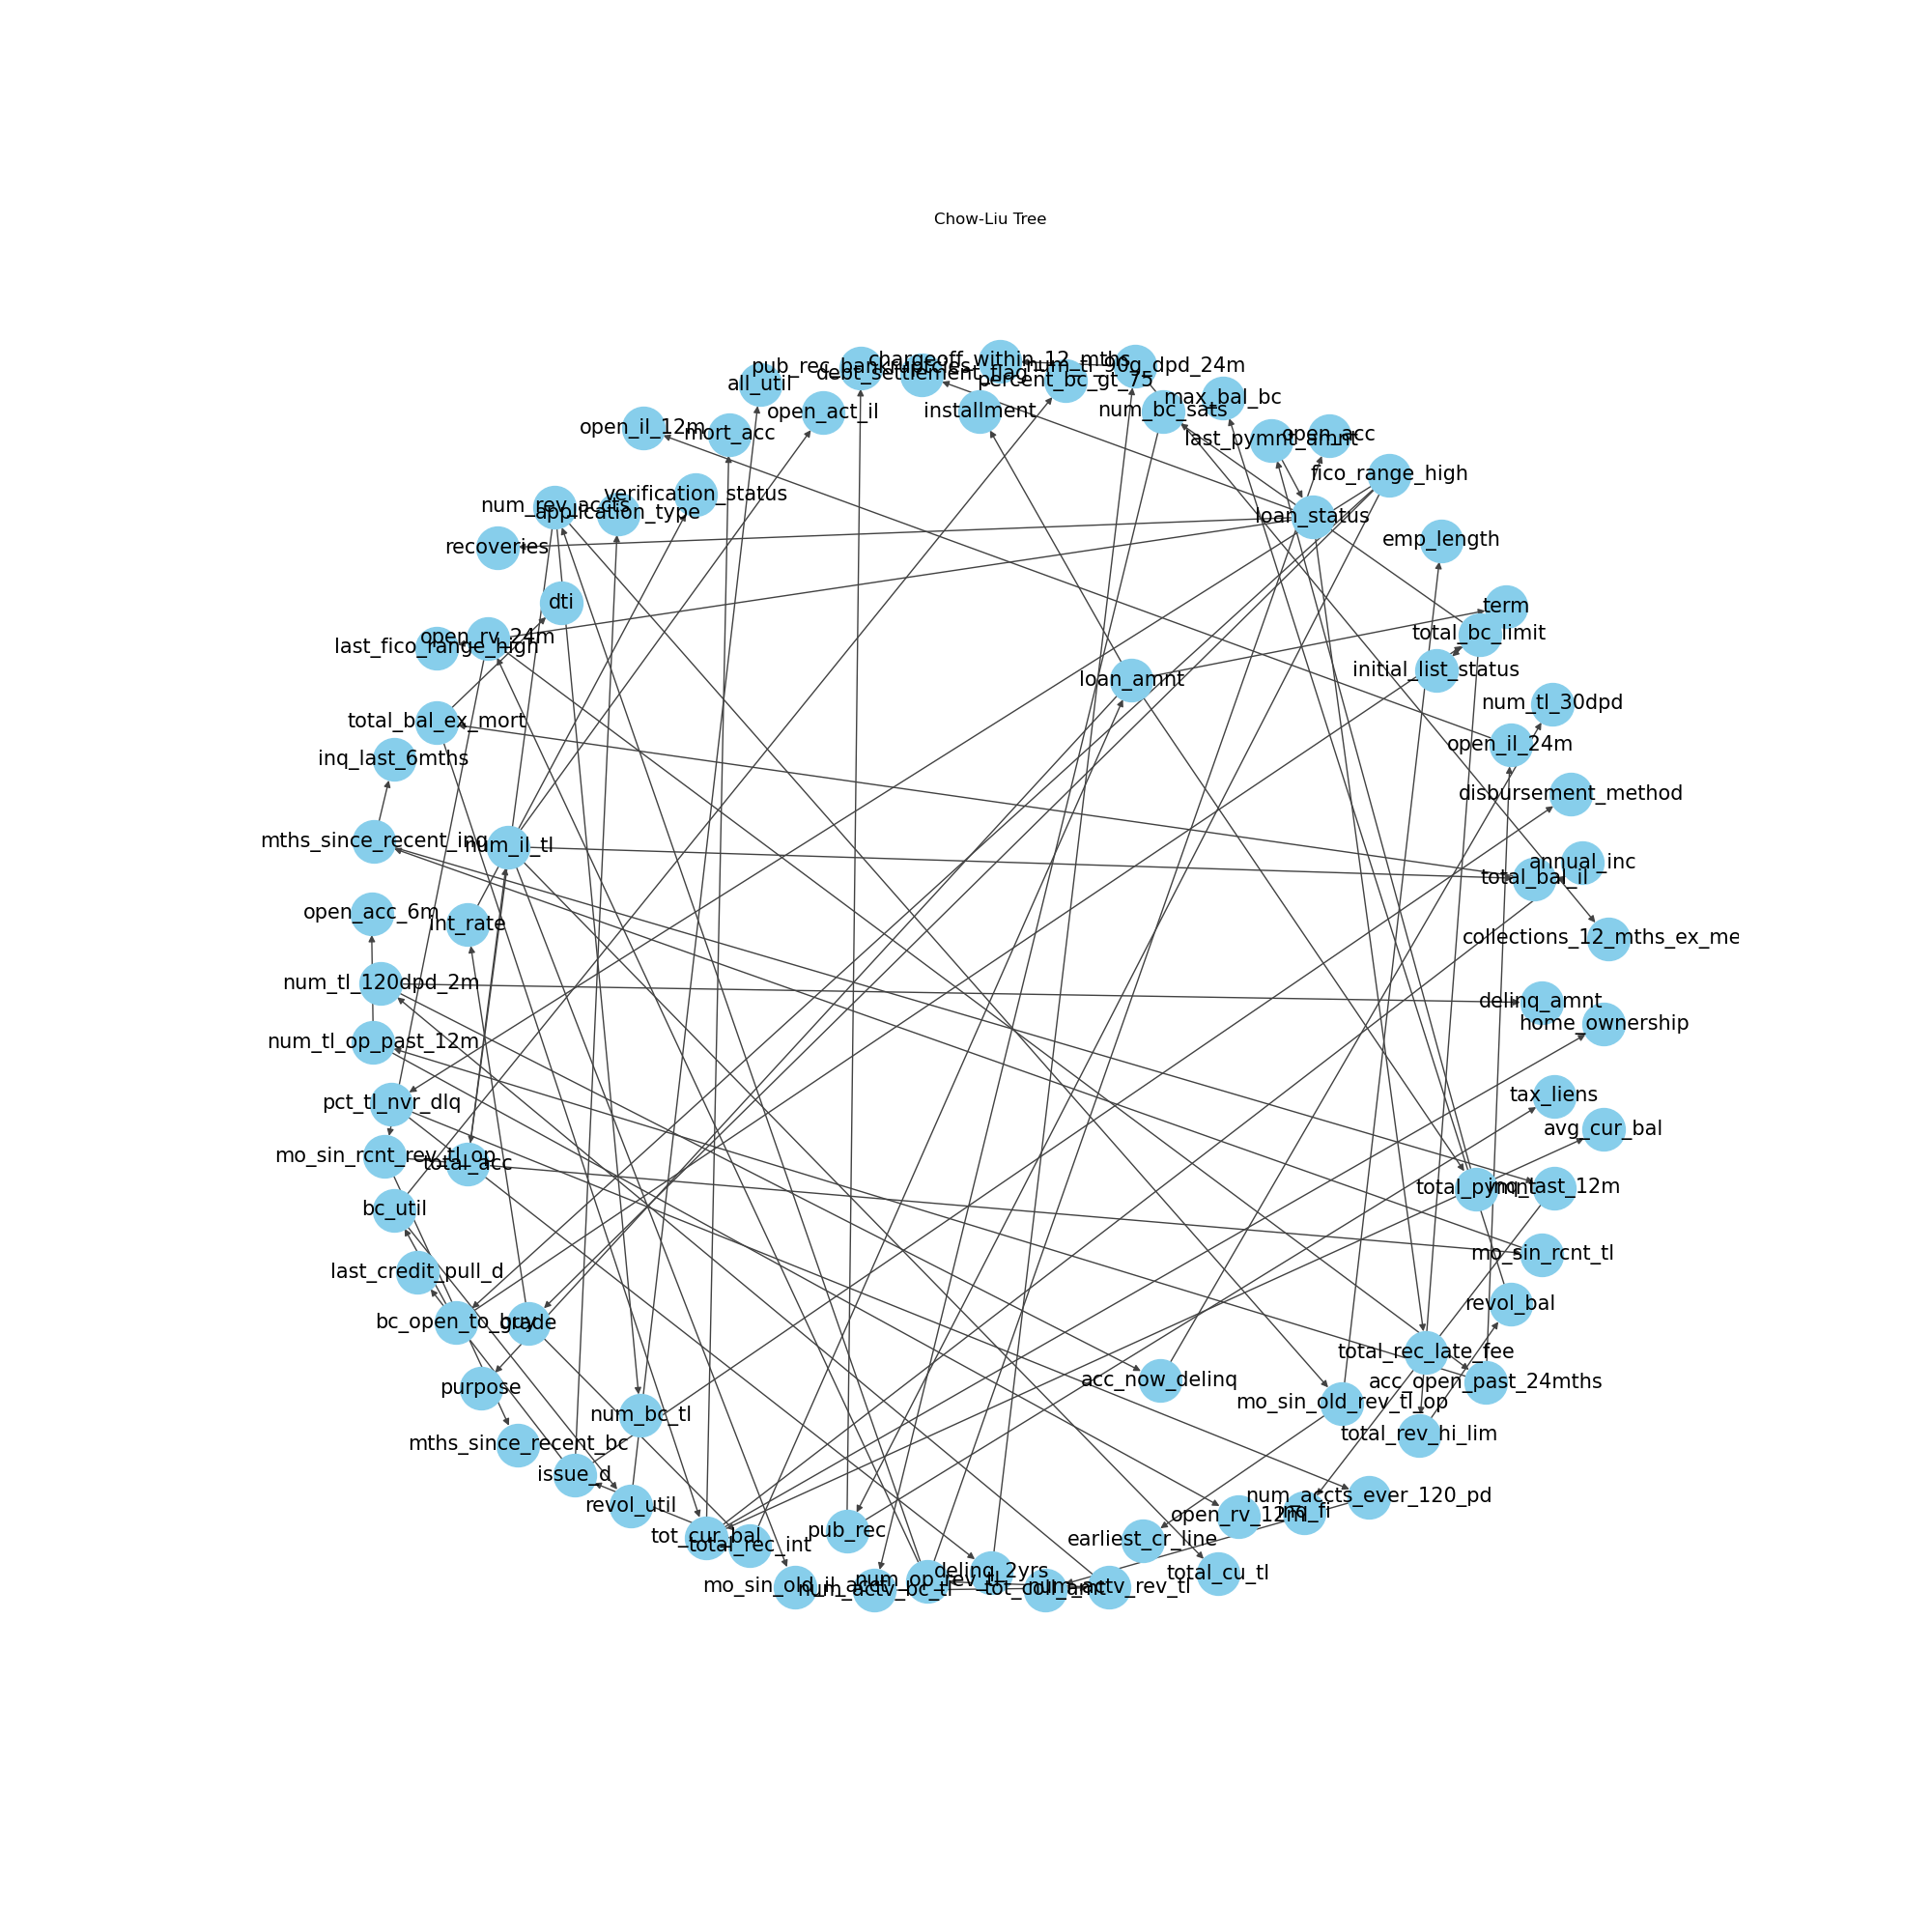 Chow-Liu Tree
chargeoff_within_12_mths
pub_rec_bankruptcies
num_tl_90g_dpd_24m
debt_settlement_flag
percent_bc_gt_75
all_util
max_bal_bc
open_act_il
installment
num_bc_sats
open_il_12m
mort_acc
last_pymnt_amnt
open_acc
fico_range_high
verification_status
num_rev_accts
application_type
loan_status
recoveries
emp_length
dti
term
open_rv_24m
total_bc_limit
last_fico_range_high
initial_list_status
loan_amnt
num_tl_30dpd
total_bal_ex_mort
open_il_24m
inq_last_6mths
disbursement_method
mths_since_recent_inq
num_il_tl
annual_inc
total_bal_il
open_acc_6m
int_rate
collections_12_mths_ex_me
num_tl_120dpd_2m
delinq_amnt
home_ownership
num_tl_op_past_12m
tax_liens
pct_tl_nvr_dlq
avg_cur_bal
mo_sin_rcnt_rev_tl_op
total_acc
total_pymnt
inq_last_12m
bc_util
mo_sin_rcnt_tl
last_credit_pull_d
revol_bal
bc_open_to_buy
grade
total_rec_late_fee
purpose
acc_now_delinq
acc_open_past_24mths
mo_sin_old_rev_tl_op
num_bc_tl
total_rev_hi_lim
mths_since_recent_bc
issue_d
num_accts_ever_120_pd
revol_util
open_rv_12m
inq_fi
pub_rec
tot_cur_bal
total_rec_int
earliest_cr_line
delinq_2yrs
total_cu_tl
mo_sin_old_il_acct
num_actv_bc_tl
num_op_rev_tl
tot_coll_amt
num_actv_rev_tl